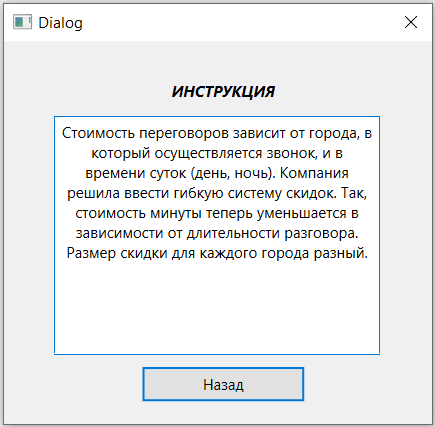 Dialog
ИНСТРУКЦИЯ
Стоимость переговоров зависит от города, в
который осуществляется звонок, и в
времени суток (день, ночь). Компания
решила ввести гибкую систему скидок. Так,
стоимость минуты теперь уменьшается в
зависимости от длительности разговора.
Размер скидки для каждого города разный.
Назад